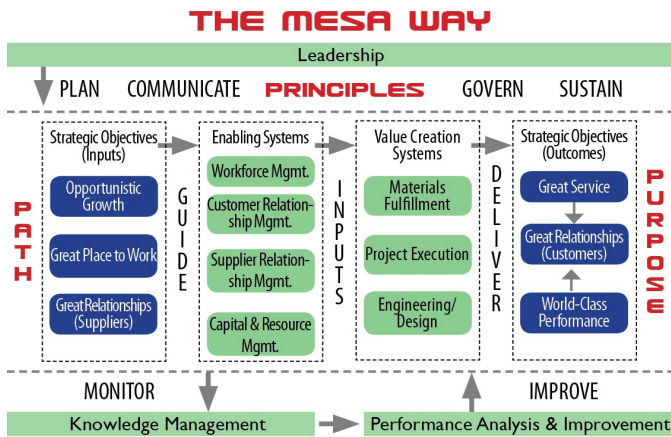 THE MESA WAY
Leadership
PLAN COMMUNICATE PRINCIPLES GOVERN SUSTAIN
PATH
Strategic Objectives
(Inputs)
Opportunistic
Growth
Great Place to Work
Great Relationships
(Suppliers)
GUIDE
Enabling Systems
Workforce Mgmt.
Customer Relation-
ship Mgmt.
Supplier Relation-
ship Mgmt.
Capital & Resource
Mgmt.
INPUTS
Value Creation
Systems
Materials
Fulfillment
Project Execution
Engineering/
Design
DELIVER
Strategic Objectives
(Outcomes)
Great Service
Great Relationships
(Customers)
World-Class
Performance
PURPOSE
MONITOR IMPROVE
Knowledge Management
Performance Analysis & Improvement